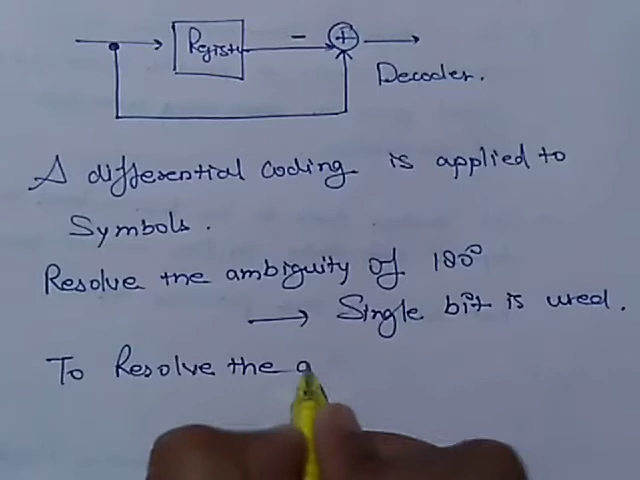 Register
−
+
Decoder.
A differential coding is applied to
Symbols.
Resolve the ambiguity of 180°
→ Single bit is used.
To Resolve the a